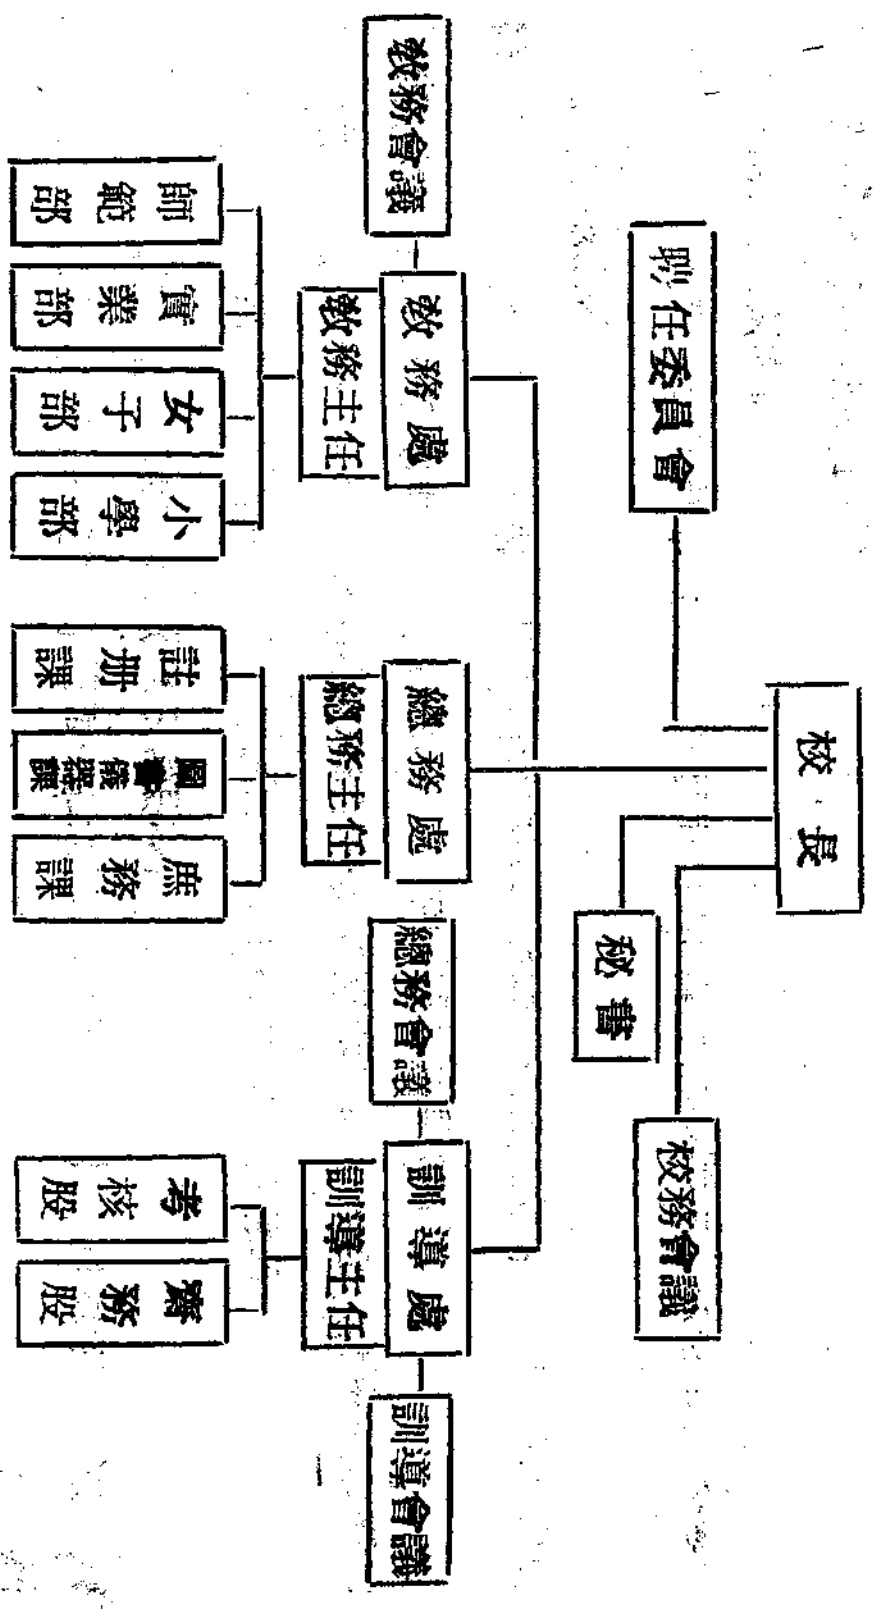 校長
聘任委員會
秘書
校務會議
教務會議
教務處
教務主任
師範部
實業部
女子部
小學部
總務處
總務主任
註册課
圖書儀器課
庶務課
總務會議
訓導處
訓導主任
考核股
齋務股
訓導會議